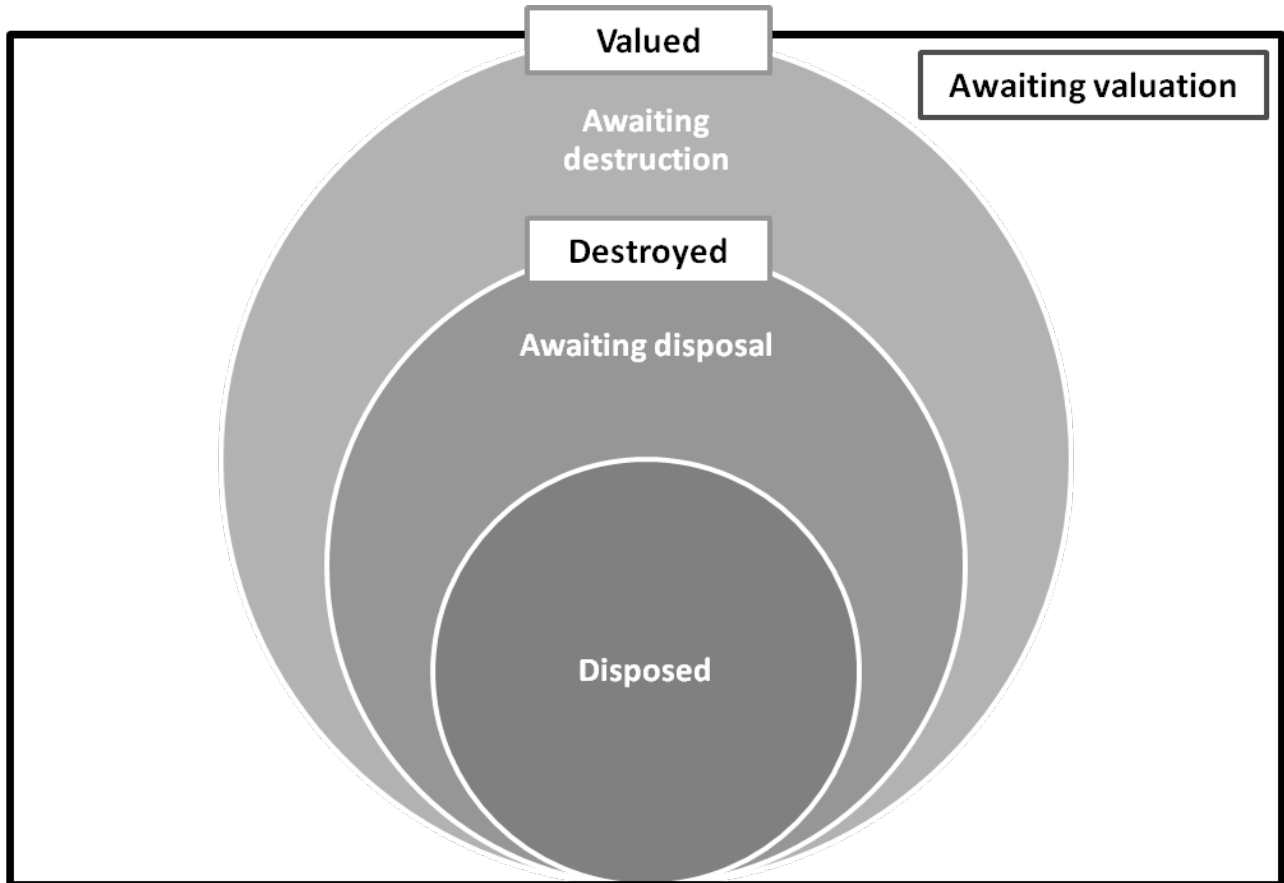 Valued
Awaiting valuation
Awaiting
destruction
Destroyed
Awaiting disposal
Disposed